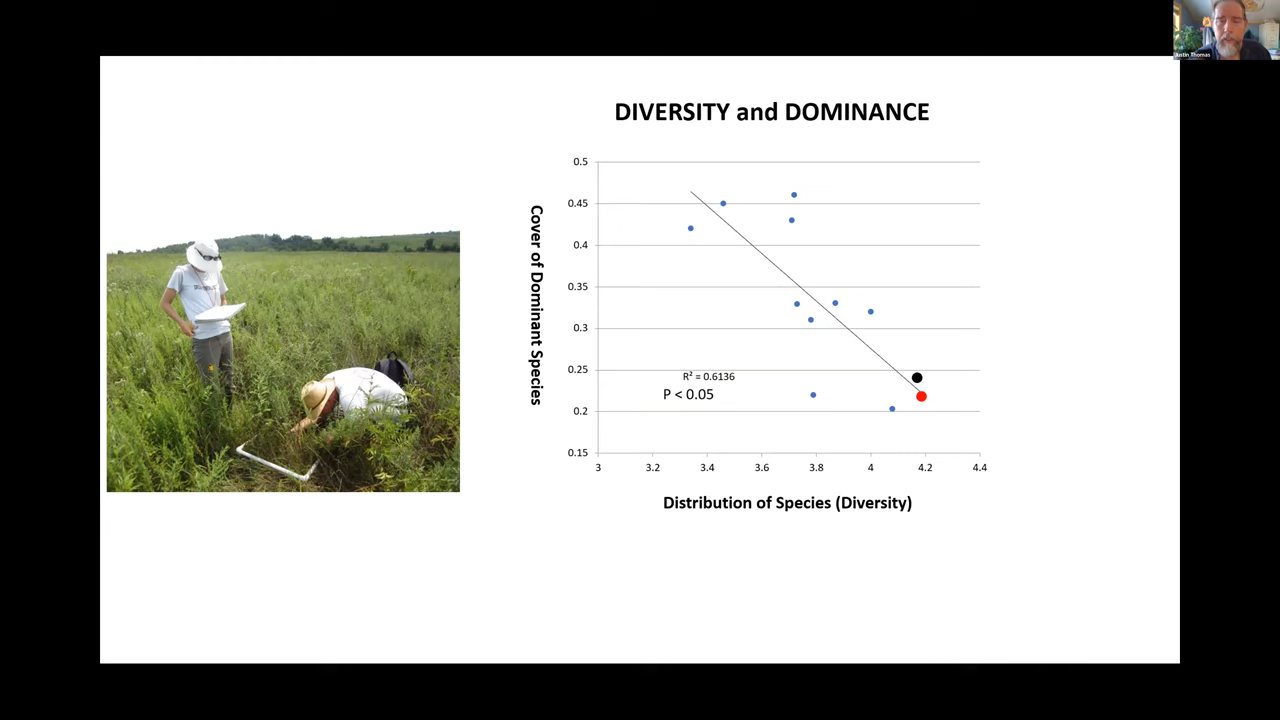 Justin Thomas
DIVERSITY and DOMINANCE
Cover of Dominant Species
0.5
0.45
0.4
0.35
0.3
0.25
0.2
0.15
R² = 0.6136
P < 0.05
3 3.2 3.4 3.6 3.8 4 4.2 4.4
Distribution of Species (Diversity)